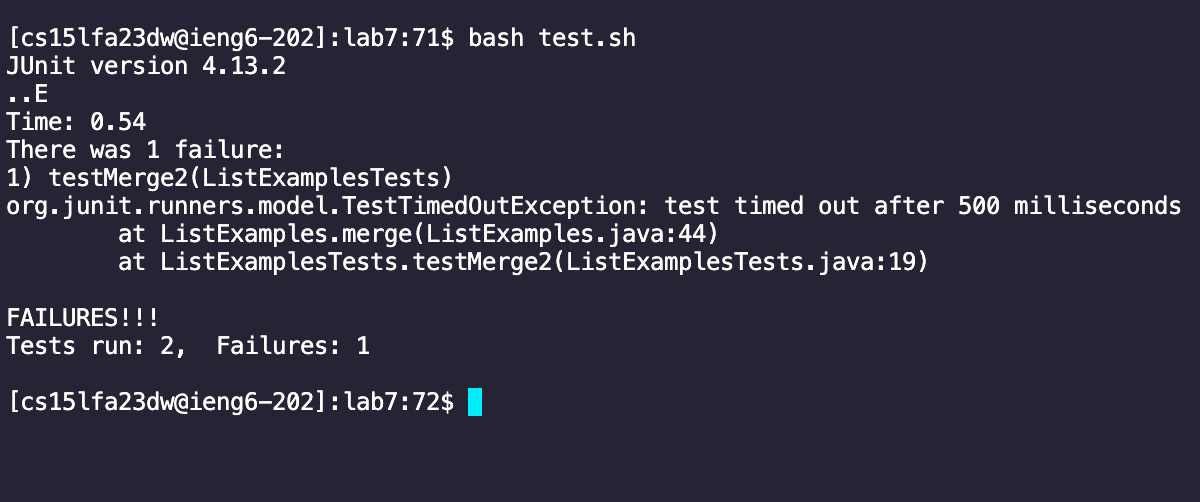 [cs15lfa23dw@ieng6-202]:lab7:71$ bash test.sh
JUnit version 4.13.2
..E
Time: 0.54
There was 1 failure:
1) testMerge2(ListExamplesTests)
org.junit.runners.model.TestTimedOutException: test timed out after 500 milliseconds
        at ListExamples.merge(ListExamples.java:44)
        at ListExamplesTests.testMerge2(ListExamplesTests.java:19)
FAILURES!!!
Tests run: 2,  Failures: 1
[cs15lfa23dw@ieng6-202]:lab7:72$